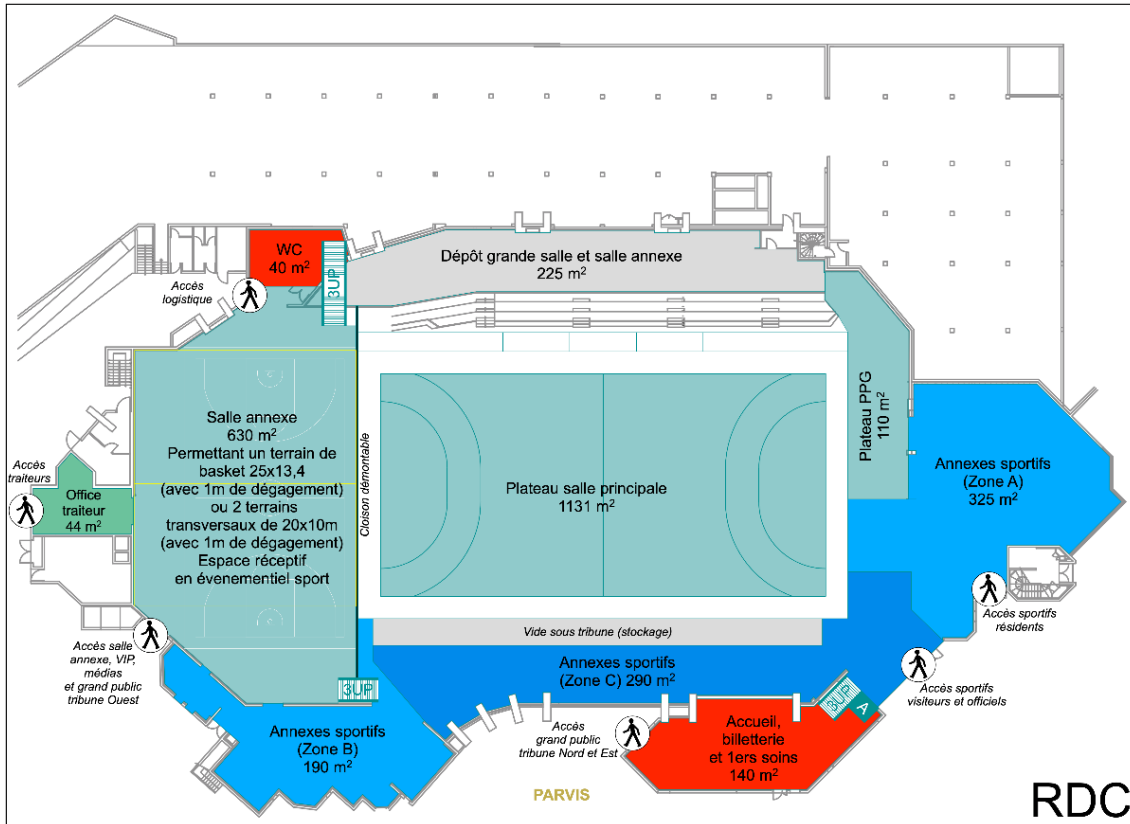 WC
40 m²
3UP
Dépôt grande salle et salle annexe
225 m²
Accès
logistique
Plateau PPG
110 m²
Salle annexe
630 m²
Permettant un terrain de
basket 25x13,4
(avec 1m de dégagement)
ou 2 terrains
transversaux de 20x10m
(avec 1m de dégagement)
Espace réceptif
en évenementiel sport
Cloison démontable
Plateau salle principale
1131 m²
Annexes sportifs
(Zone A)
325 m²
Accès
traiteurs
Office
traiteur
44 m²
Accès sportifs
résidents
Vide sous tribune (stockage)
Accès salle
annexe, VIP,
médias
et grand public
tribune Ouest
Annexes sportifs
(Zone C) 290 m²
Accès sportifs
visiteurs et officiels
3UP
3UP
A
Annexes sportifs
(Zone B)
190 m²
Accès
grand public
tribune Nord et Est
Accueil,
billetterie
et 1ers soins
140 m²
PARVIS
RDC